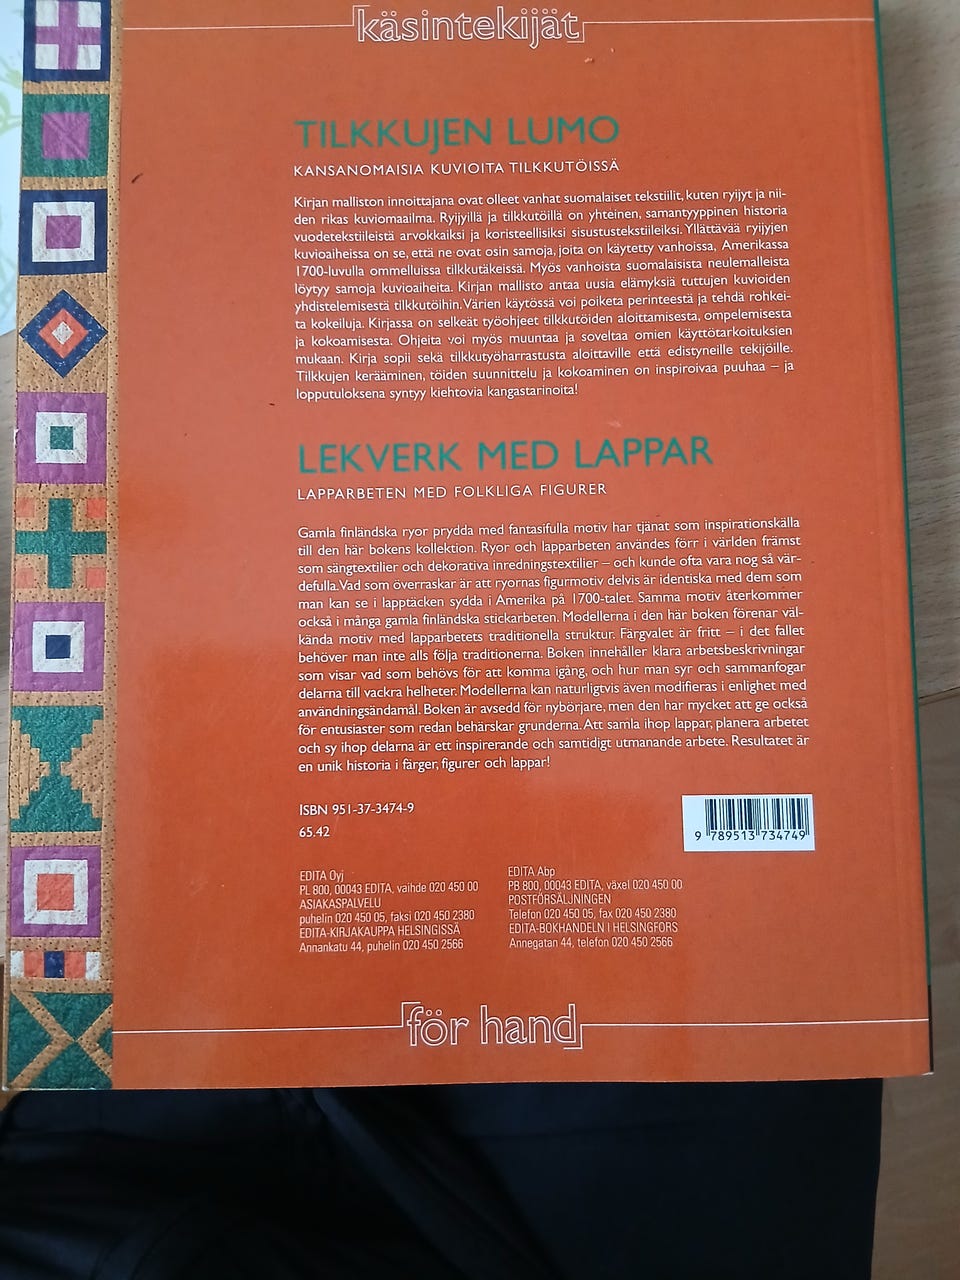 käsintekijät
TILKKUJEN LUMO
KANSANOMAISIA KUVIOITA TILKKUTÖISSÄ
Kirjan malliston innoittajana ovat olleet vanhat suomalaiset tekstiilit, kuten ryijyt ja nii-
den rikas kuviomaailma. Ryijyillä ja tilkkutöillä on yhteinen, samantyyppinen historia
vuodetekstiileistä arvokkaiksi ja koristeellisiksi sisustustekstiileiksi. Yllättävää ryijyjen
kuvioaiheissa on se, että ne ovat osin samoja, joita on käytetty vanhoissa, Amerikassa
1700-luvulla ommelluissa tilkkutäkeissä. Myös vanhoista suomalaisista neulemalleista
löytyy samoja kuvioaiheita. Kirjan mallisto antaa uusia elämyksiä tuttujen kuvioiden
yhdistelemisestä tilkkutöihin. Värien käytössä voi poiketa perinteestä ja tehdä rohkei-
ta kokeiluja. Kirjassa on selkeät työohjeet tilkkutöiden aloittamisesta, ompelemisesta
ja kokoamisesta. Ohjeita voi myös muuntaa ja soveltaa omien käyttötarkoituksien
mukaan. Kirja sopii sekä tilkkutyöharrastusta aloittaville että edistyneille tekijöille.
Tilkkujen kerääminen, töiden suunnittelu ja kokoaminen on inspiroivaa puuhaa – ja
lopputuloksena syntyy kiehtovia kangastarinoita!
LEKVERK MED LAPPAR
LAPPARBETEN MED FOLKLIGA FIGURER
Gamla finländska ryor prydda med fantasifulla motiv har tjänat som inspirationskälla
till den här bokens kollektion. Ryor och lapparbeten användes förr i världen främst
som sängtextilier och dekorativa inredningstextilier – och kunde ofta vara nog så vär-
defulla. Vad som överraskar är att ryornas figurmotiv delvis är identiska med dem som
man kan se i lapptäcken sydda i Amerika på 1700-talet. Samma motiv återkommer
också i många gamla finländska stickarbeten. Modellerna i den här boken förenar väl-
kända motiv med lapparbetets traditionella struktur. Färgvalet är fritt – i det fallet
behöver man inte alls följa traditionerna. Boken innehåller klara arbetsbeskrivningar
som visar vad som behövs för att komma igång, och hur man syr och sammanfogar
delarna till vackra helheter. Modellerna kan naturligtvis även modifieras i enlighet med
användningsändamål. Boken är avsedd för nybörjare, men den har mycket att ge också
för entusiaster som redan behärskar grunderna. Att samla ihop lappar, planera arbetet
och sy ihop delarna är ett inspirerande och samtidigt utmanande arbete. Resultatet är
en unik historia i färger, figurer och lappar!
ISBN 951-37-3474-9
65.42
9 789513 734749
EDITA Oyj
PL 800, 00043 EDITA, vaihde 020 450 00
ASIAKASPALVELU
puhelin 020 450 05, faksi 020 450 2380
EDITA-KIRJAKAUPPA HELSINGISSÄ
Annankatu 44, puhelin 020 450 2566
EDITA Abp
PB 800, 00043 EDITA, växel 020 450 00
POSTFÖRSÄLJNINGEN
Telefon 020 450 05, fax 020 450 2380
EDITA-BOKHANDELN I HELSINGFORS
Annegatan 44, telefon 020 450 2566
för hand